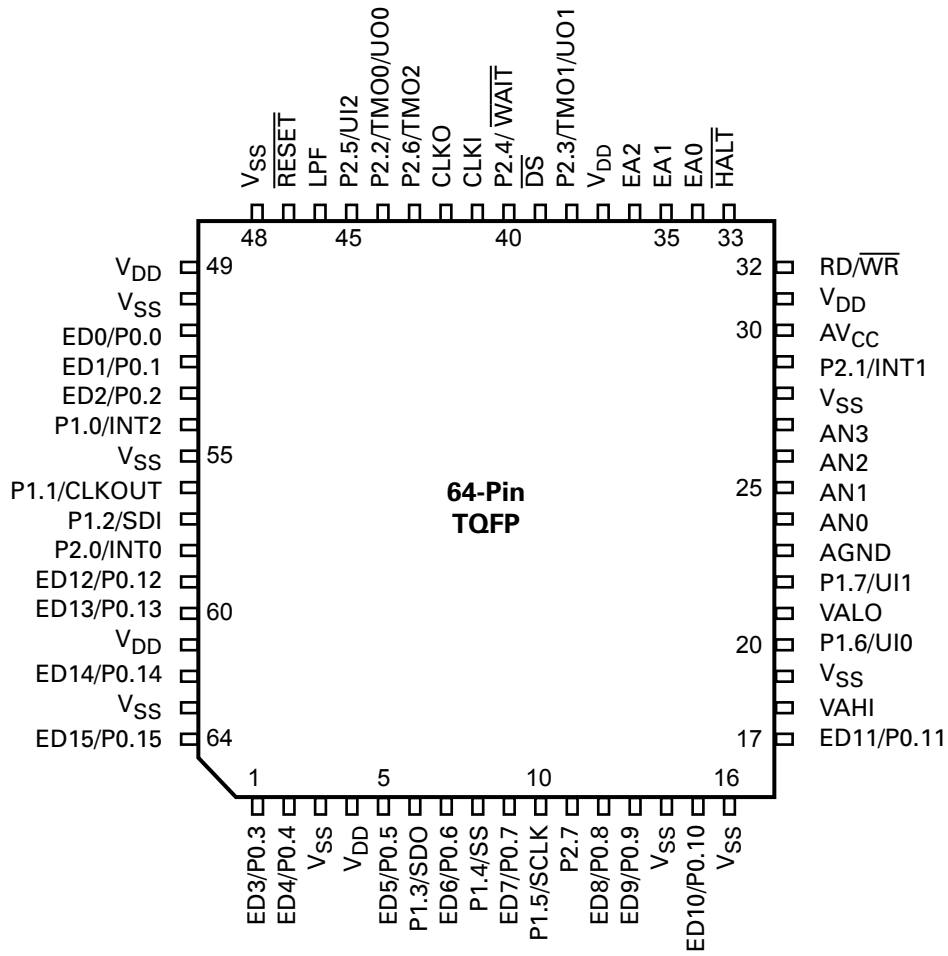 VSS
RESET
LPF
P2.5/UI2
P2.2/TMO0/UO0
P2.6/TMO2
CLKO
CLKI
P2.4/ WAIT
DS
P2.3/TMO1/UO1
VDD
EA2
EA1
EA0
HALT
48
45
40
35
33
VDD
49
VSS
ED0/P0.0
ED1/P0.1
ED2/P0.2
P1.0/INT2
VSS
55
P1.1/CLKOUT
P1.2/SDI
P2.0/INT0
ED12/P0.12
ED13/P0.13
60
VDD
ED14/P0.14
VSS
ED15/P0.15
64
64-Pin
TQFP
32
RD/WR
VDD
30
AVCC
P2.1/INT1
VSS
AN3
AN2
25
AN1
AN0
AGND
P1.7/UI1
VALO
20
P1.6/UI0
VSS
VAHI
17
ED11/P0.11
1
5
10
16
ED3/P0.3
ED4/P0.4
VSS
VDD
ED5/P0.5
P1.3/SDO
ED6/P0.6
P1.4/SS
ED7/P0.7
P1.5/SCLK
P2.7
ED8/P0.8
ED9/P0.9
VSS
ED10/P0.10
VSS